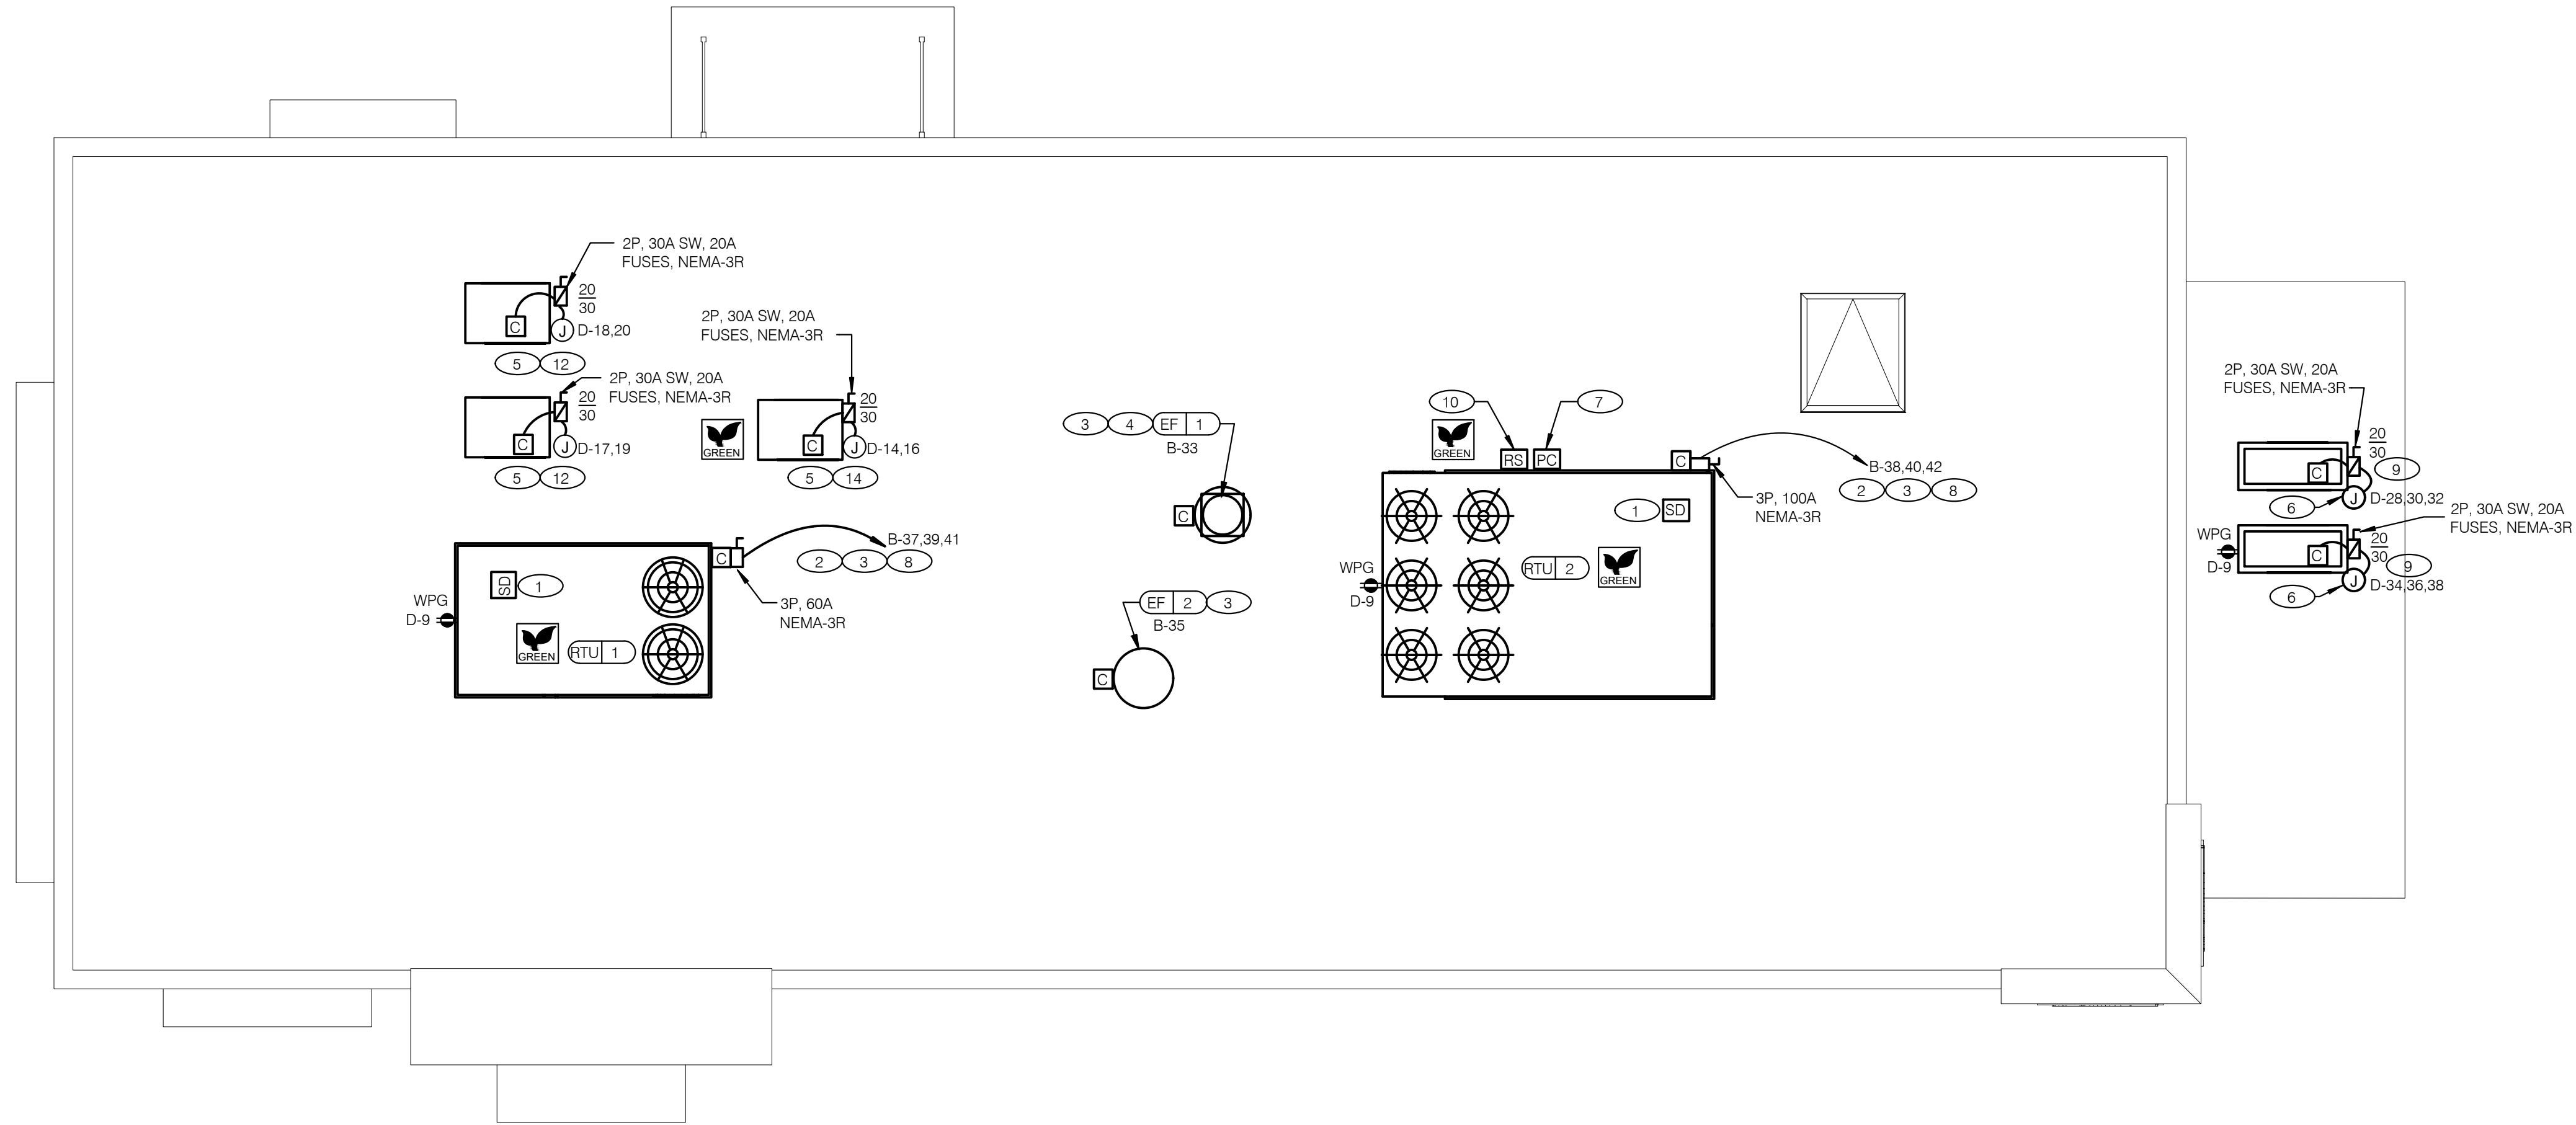 2P, 30A SW, 20A
FUSES, NEMA-3R
20
30
C
J
D-18,20
5
12
2P, 30A SW, 20A
FUSES, NEMA-3R
20
30
C
J
D-17,19
5
12
2P, 30A SW, 20A
FUSES, NEMA-3R
20
30
GREEN
C
J
D-14,16
5
14
C
B-37,39,41
2
3
8
3P, 60A
NEMA-3R
SD
1
WPG
D-9
GREEN
RTU
1
3
4
EF
1
B-33
C
EF
2
3
B-35
C
10
7
GREEN
RS
PC
C
B-38,40,42
2
3
8
3P, 100A
NEMA-3R
1
SD
WPG
D-9
RTU
2
GREEN
2P, 30A SW, 20A
FUSES, NEMA-3R
20
30
9
C
6
J
D-28,30,32
2P, 30A SW, 20A
FUSES, NEMA-3R
WPG
D-9
20
30
9
C
6
J
D-34,36,38